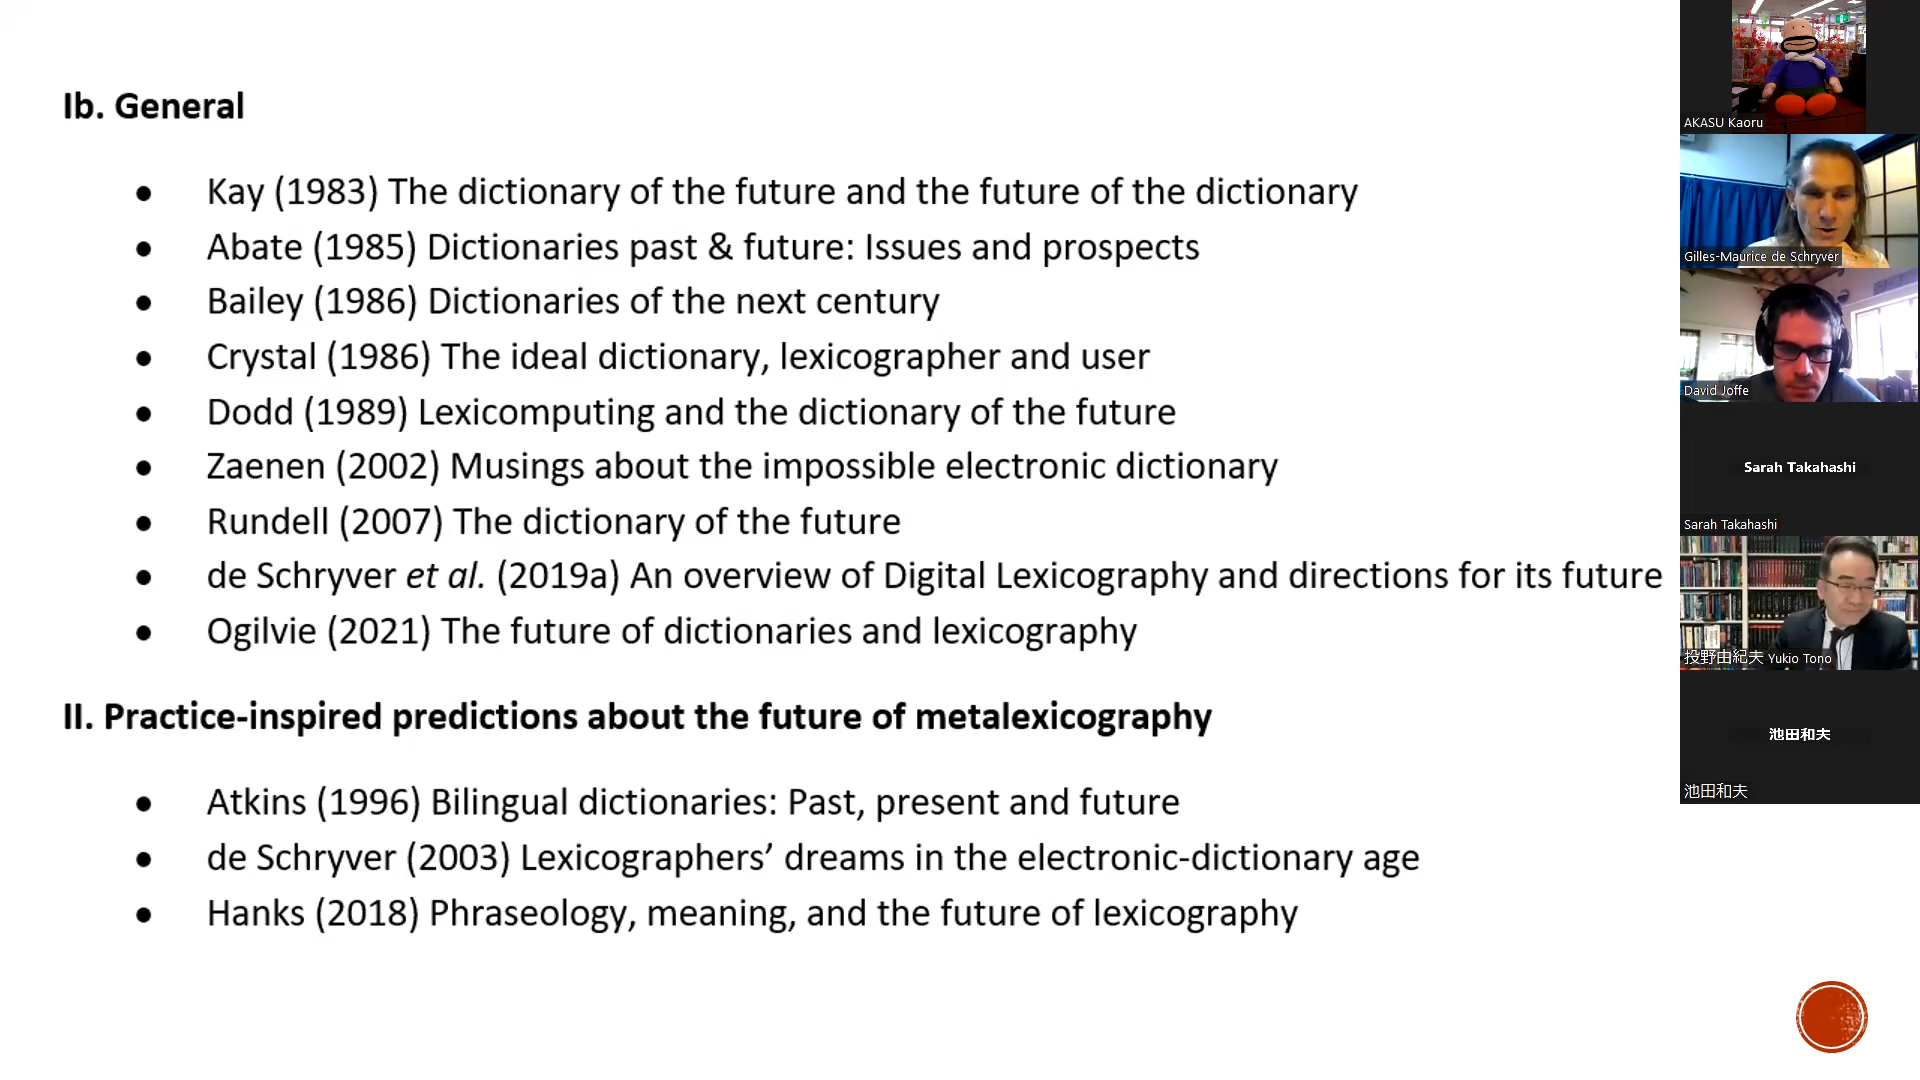 Ib. General
• Kay (1983) The dictionary of the future and the future of the dictionary
• Abate (1985) Dictionaries past & future: Issues and prospects
• Bailey (1986) Dictionaries of the next century
• Crystal (1986) The ideal dictionary, lexicographer and user
• Dodd (1989) Lexicomputing and the dictionary of the future
• Zaenen (2002) Musings about the impossible electronic dictionary
• Rundell (2007) The dictionary of the future
• de Schryver et al. (2019a) An overview of Digital Lexicography and directions for its future
• Ogilvie (2021) The future of dictionaries and lexicography
II. Practice-inspired predictions about the future of metalexicography
• Atkins (1996) Bilingual dictionaries: Past, present and future
• de Schryver (2003) Lexicographers’ dreams in the electronic-dictionary age
• Hanks (2018) Phraseology, meaning, and the future of lexicography
AKASU Kaoru
Gilles-Maurice de Schryver
David Joffe
Sarah Takahashi
Sarah Takahashi
投野由紀夫 Yukio Tono
池田和夫
池田和夫